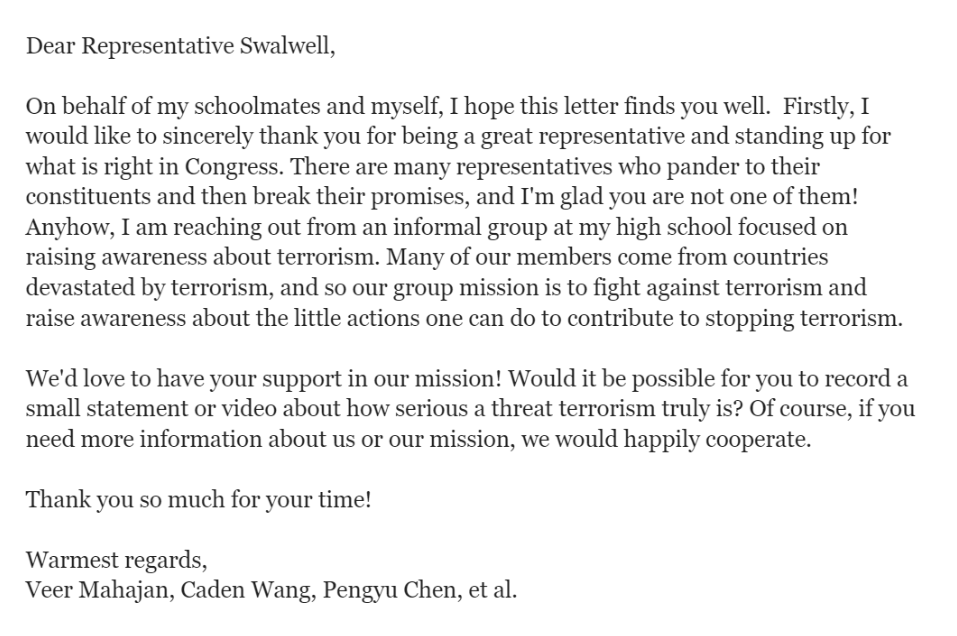 Dear Representative Swalwell,
On behalf of my schoolmates and myself, I hope this letter finds you well.  Firstly, I
would like to sincerely thank you for being a great representative and standing up for
what is right in Congress. There are many representatives who pander to their
constituents and then break their promises, and I'm glad you are not one of them!
Anyhow, I am reaching out from an informal group at my high school focused on
raising awareness about terrorism. Many of our members come from countries
devastated by terrorism, and so our group mission is to fight against terrorism and
raise awareness about the little actions one can do to contribute to stopping terrorism.
We'd love to have your support in our mission! Would it be possible for you to record a
small statement or video about how serious a threat terrorism truly is? Of course, if you
need more information about us or our mission, we would happily cooperate.
Thank you so much for your time!
Warmest regards,
Veer Mahajan, Caden Wang, Pengyu Chen, et al.